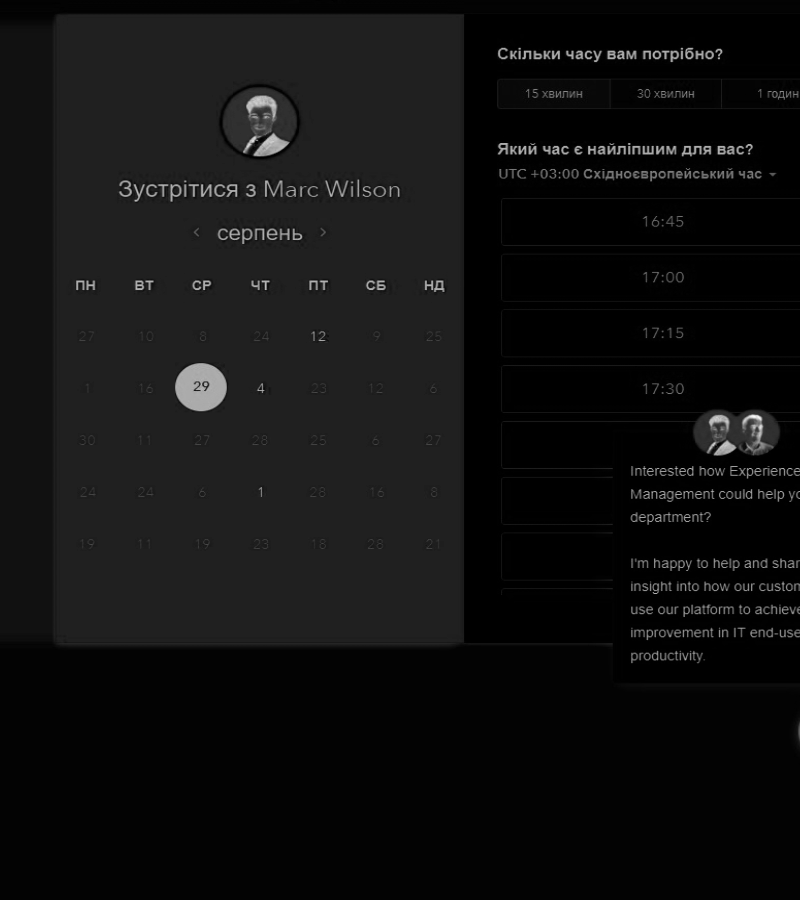 Зустрітися з Marc Wilson
серпень
ПН ВТ СР ЧТ ПТ СБ НД
27 10 8 24 12 9 25
1 16 29 4 23 12 6
30 11 27 28 25 6 27
24 24 6 1 28 16 8
19 11 19 23 18 28 21
Скільки часу вам потрібно?
15 хвилин 30 хвилин 1 годин
Який час є найліпшим для вас?
UTC +03:00 Східноєвропейський час
16:45
17:00
17:15
17:30
Interested how Experience
Management could help yo
department?
I'm happy to help and shar
insight into how our custom
use our platform to achieve
improvement in IT end-use
productivity.